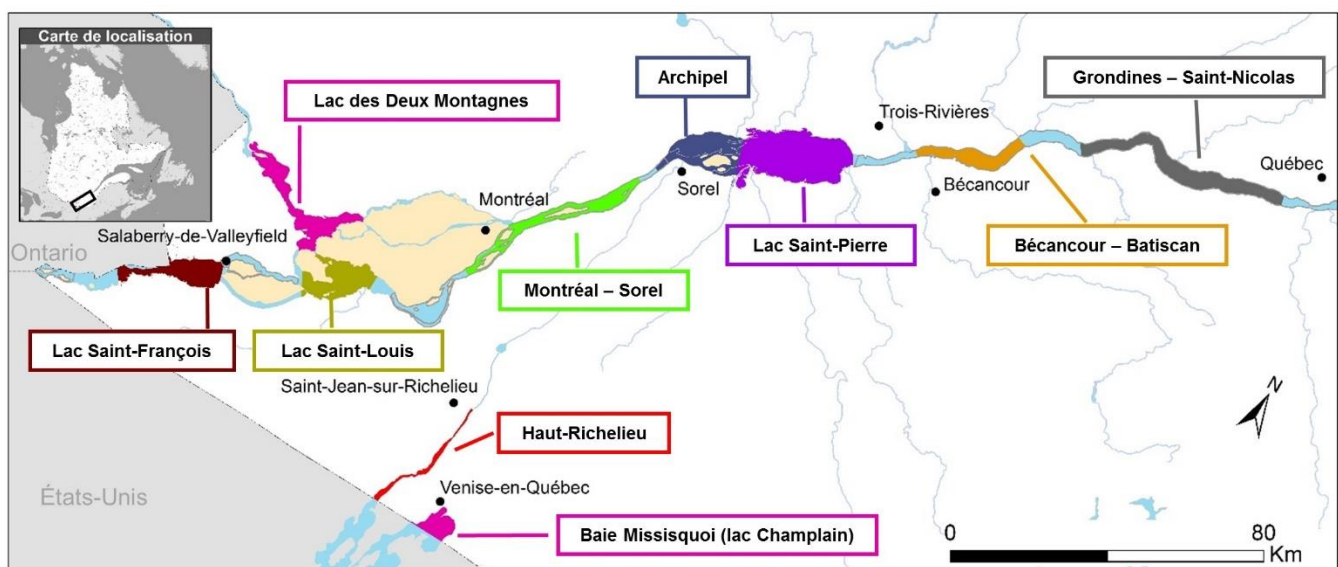 Carte de localisation
Lac des Deux Montagnes
Archipel
Grondines – Saint-Nicolas
Trois-Rivières
Québec
Sorel
Bécancour
Montréal
Salaberry-de-Valleyfield
Ontario
Lac Saint-Pierre
Bécancour – Batiscan
Montréal – Sorel
Lac Saint-François
Lac Saint-Louis
Saint-Jean-sur-Richelieu
N
Haut-Richelieu
États-Unis
Venise-en-Québec
Baie Missisquoi (lac Champlain)
0
80
Km